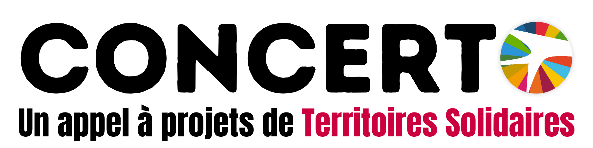 CONCERTO
Un appel à projets de Territoires Solidaires